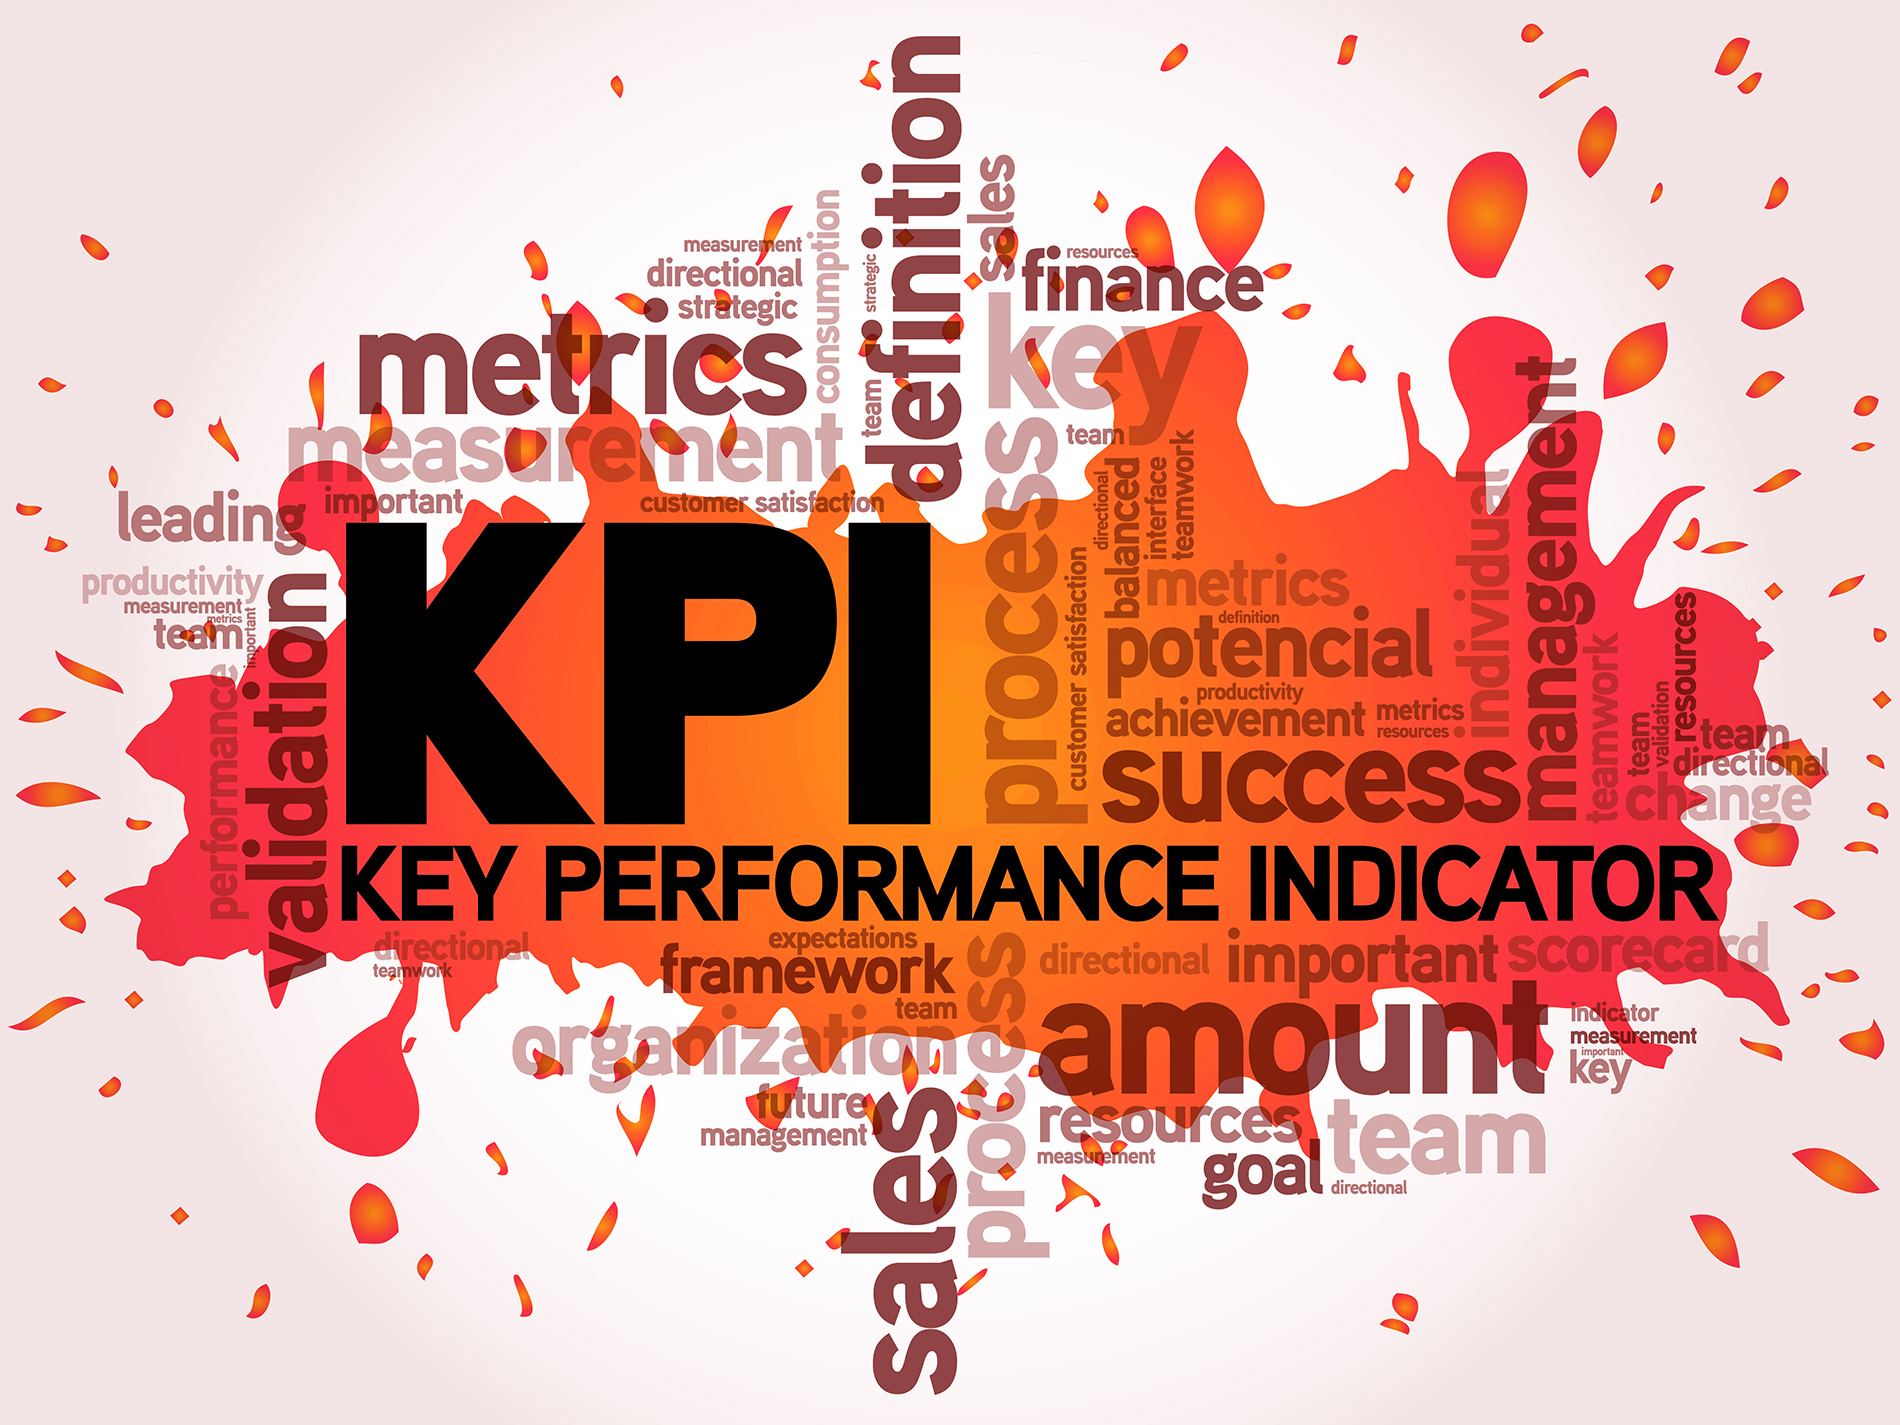 definition
sales
consumption
measurement
directional
strategic
strategic
resources
finance
metrics
key
team
measurement
team
process
important
customer satisfaction
leading
directional
balanced
interface
teamwork
individual
management
productivity
measurement
metrics
team
important
validation
performance
KPI
customer satisfaction
metrics
definition
potencial
productivity
achievement
metrics
resources
success
teamwork
team
validation
resources
team
directional
change
KEY PERFORMANCE INDICATOR
directional
teamwork
expectations
framework
team
process
directional
important
scorecard
organization
amount
indicator
measurement
important
key
future
management
sales
resources
measurement
team
goal
directional